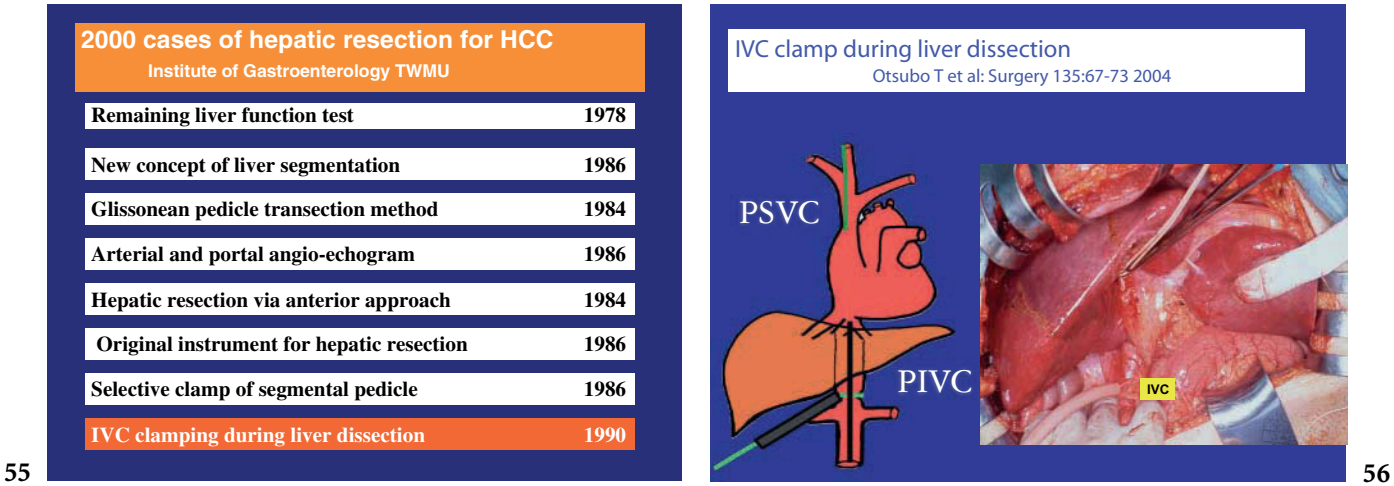 2000 cases of hepatic resection for HCC
Institute of Gastroenterology TWMU
Remaining liver function test 1978
New concept of liver segmentation 1986
Glissonean pedicle transection method 1984
Arterial and portal angio-echogram 1986
Hepatic resection via anterior approach 1984
Original instrument for hepatic resection 1986
Selective clamp of segmental pedicle 1986
IVC clamping during liver dissection 1990
55
IVC clamp during liver dissection
Otsubo T et al: Surgery 135:67-73 2004
PSVC
PIVC
IVC
56